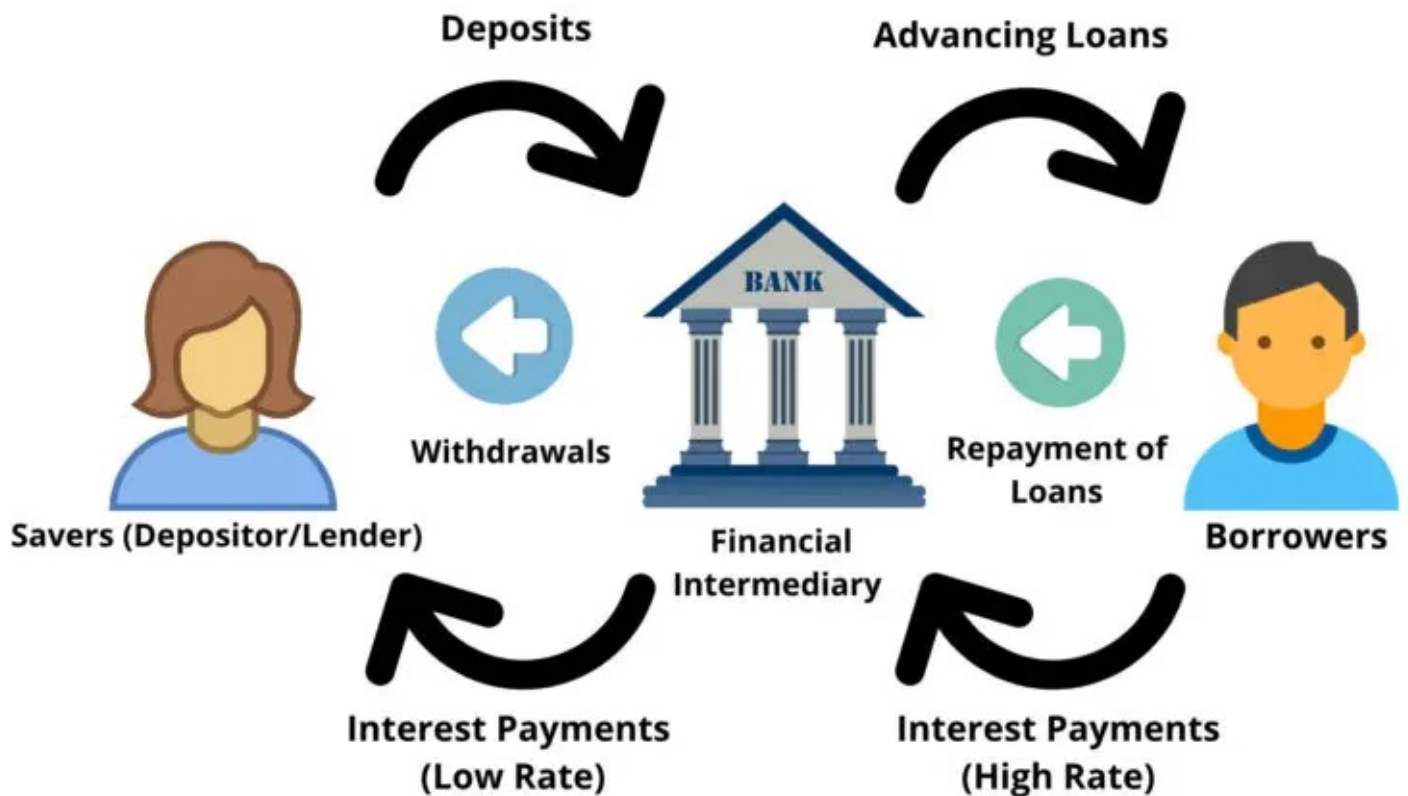 Deposits
Advancing Loans
BANK
Withdrawals
Repayment of
Loans
Savers (Depositor/Lender)
Financial
Intermediary
Borrowers
Interest Payments
(Low Rate)
Interest Payments
(High Rate)